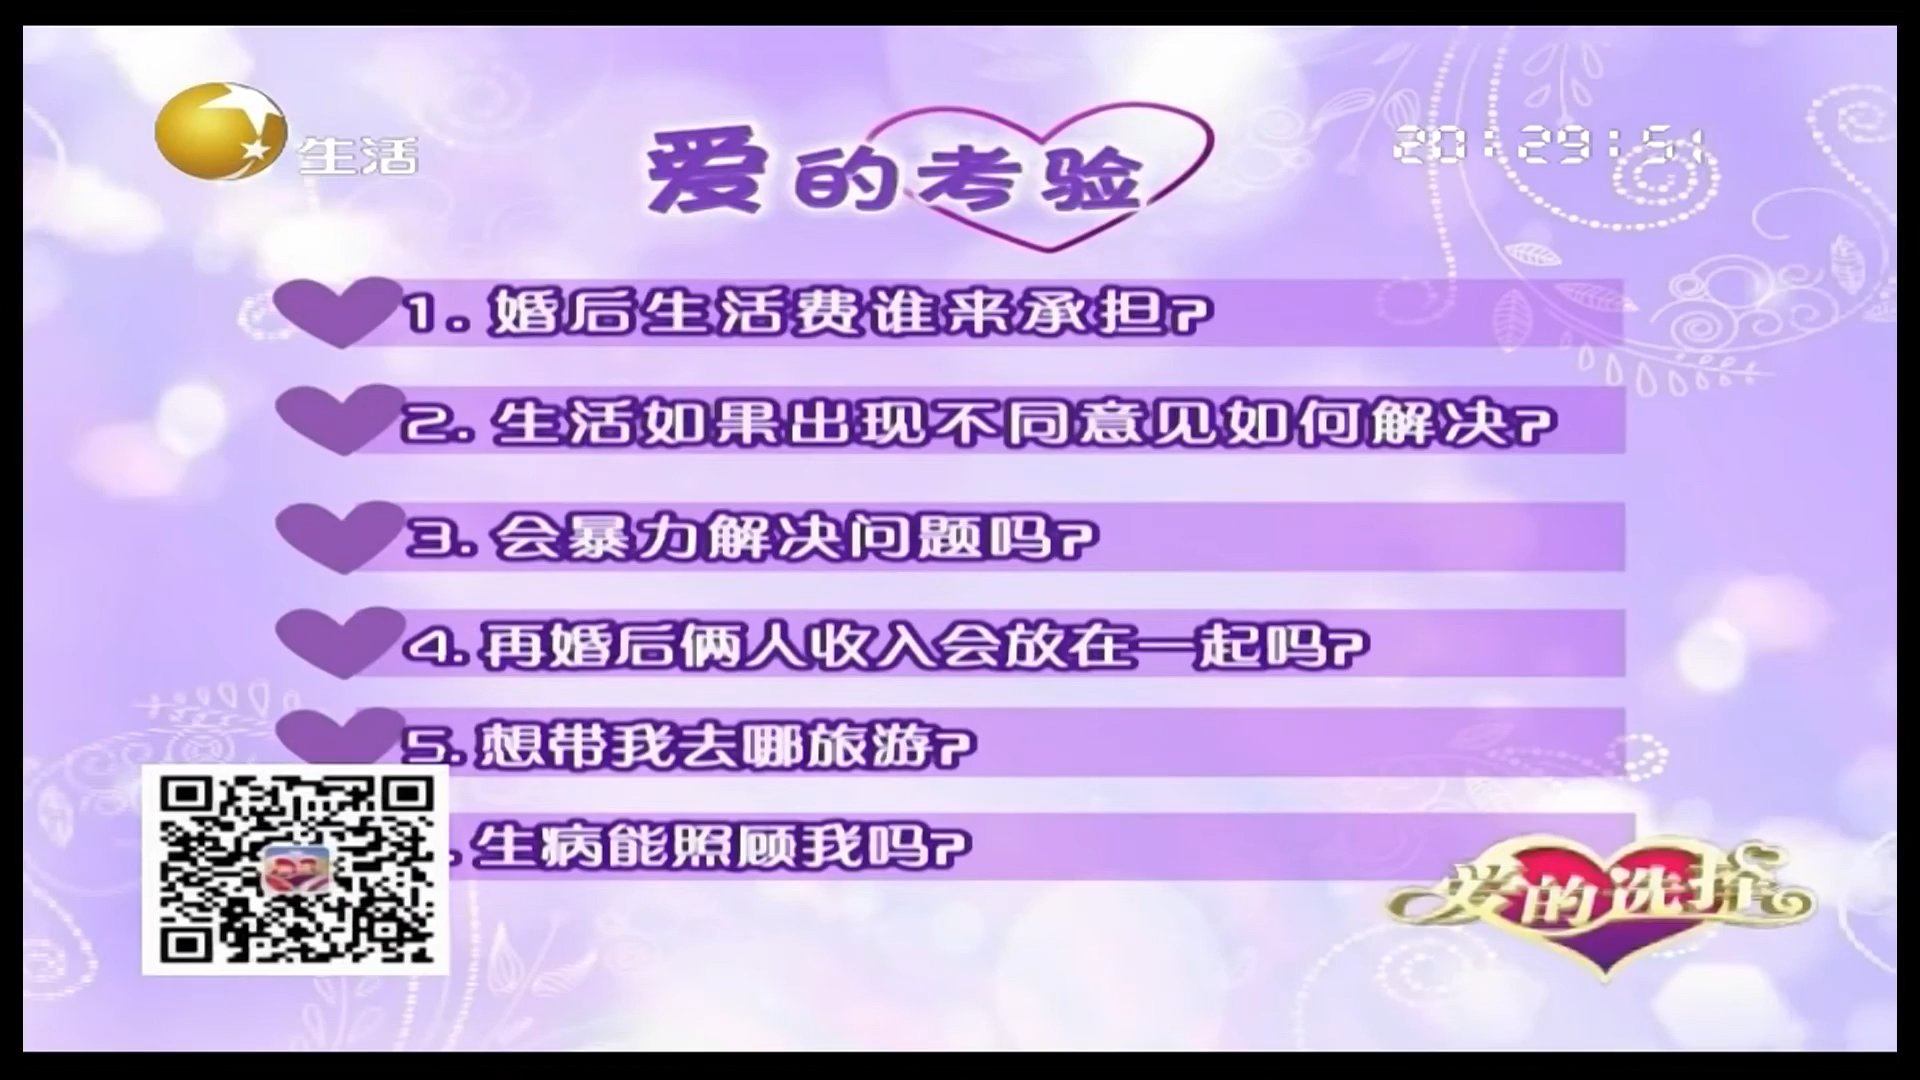 生活
爱的考验
20:29:51
1.婚后生活费谁来承担?
2.生活如果出现不同意见如何解决?
3.会暴力解决问题吗?
4.再婚后俩人收入会放在一起吗?
5.想带我去哪旅游?
.生病能照顾我吗?
爱的选择